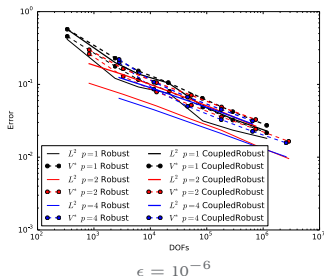 10⁰
10⁻¹
10⁻²
10⁻³
Error
L² p=1 Robust
V* p=1 Robust
L² p=2 Robust
V* p=2 Robust
L² p=4 Robust
V* p=4 Robust
L² p=1 CoupledRobust
V* p=1 CoupledRobust
L² p=2 CoupledRobust
V* p=2 CoupledRobust
L² p=4 CoupledRobust
V* p=4 CoupledRobust
10² 10³ 10⁴ 10⁵ 10⁶ 10⁷
DOFs
ϵ = 10⁻⁶